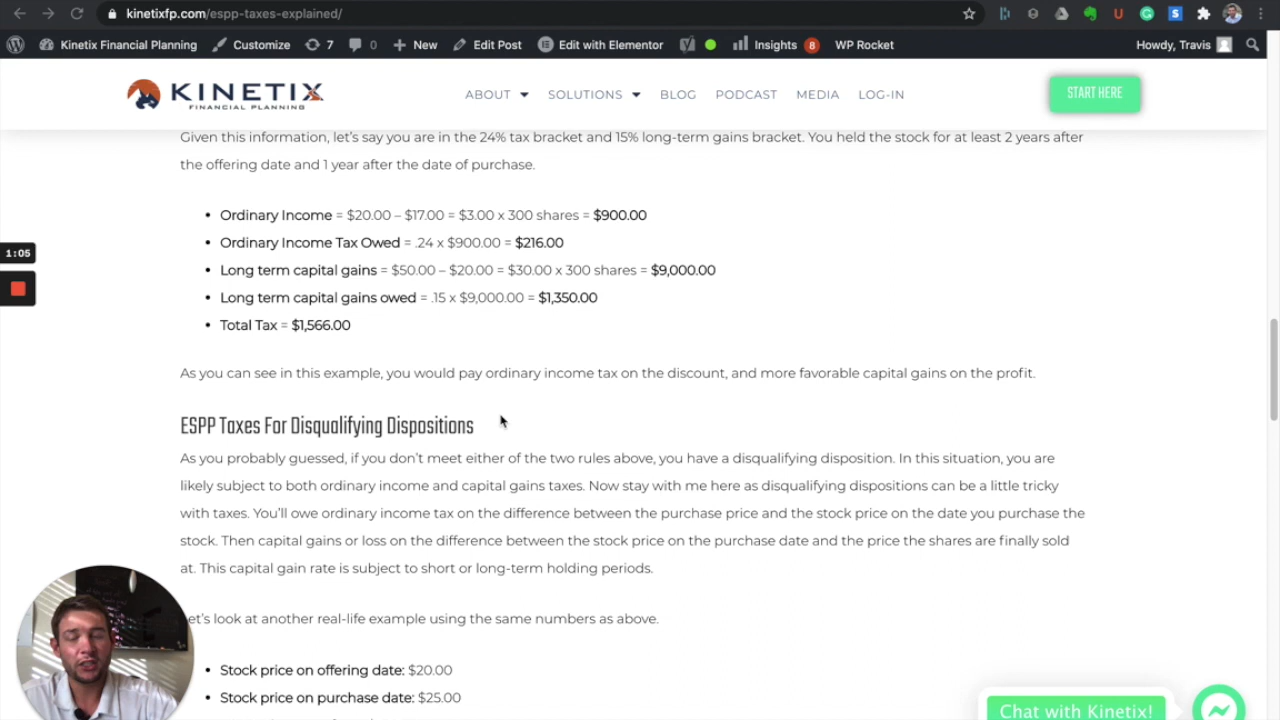 kinetixfp.com/espp-taxes-explained/
Kinetix Financial Planning Customize 7 0 New Edit Post Edit with Elementor Insights 8 WP Rocket Howdy, Travis
KINETIX
FINANCIAL PLANNING
ABOUT SOLUTIONS BLOG PODCAST MEDIA LOG-IN
START HERE
Given this information, let's say you are in the 24% tax bracket and 15% long-term gains bracket. You held the stock for at least 2 years after
the offering date and 1 year after the date of purchase.
• Ordinary Income = $20.00 – $17.00 = $3.00 x 300 shares = $900.00
1:05
• Ordinary Income Tax Owed = .24 x $900.00 = $216.00
• Long term capital gains = $50.00 – $20.00 = $30.00 x 300 shares = $9,000.00
• Long term capital gains owed = .15 x $9,000.00 = $1,350.00
• Total Tax = $1,566.00
As you can see in this example, you would pay ordinary income tax on the discount, and more favorable capital gains on the profit.
ESPP Taxes For Disqualifying Dispositions
As you probably guessed, if you don't meet either of the two rules above, you have a disqualifying disposition. In this situation, you are
likely subject to both ordinary income and capital gains taxes. Now stay with me here as disqualifying dispositions can be a little tricky
with taxes. You'll owe ordinary income tax on the difference between the purchase price and the stock price on the date you purchase the
stock. Then capital gains or loss on the difference between the stock price on the purchase date and the price the shares are finally sold
at. This capital gain rate is subject to short or long-term holding periods.
et's look at another real-life example using the same numbers as above.
• Stock price on offering date: $20.00
• Stock price on purchase date: $25.00
Chat with Kinetix!